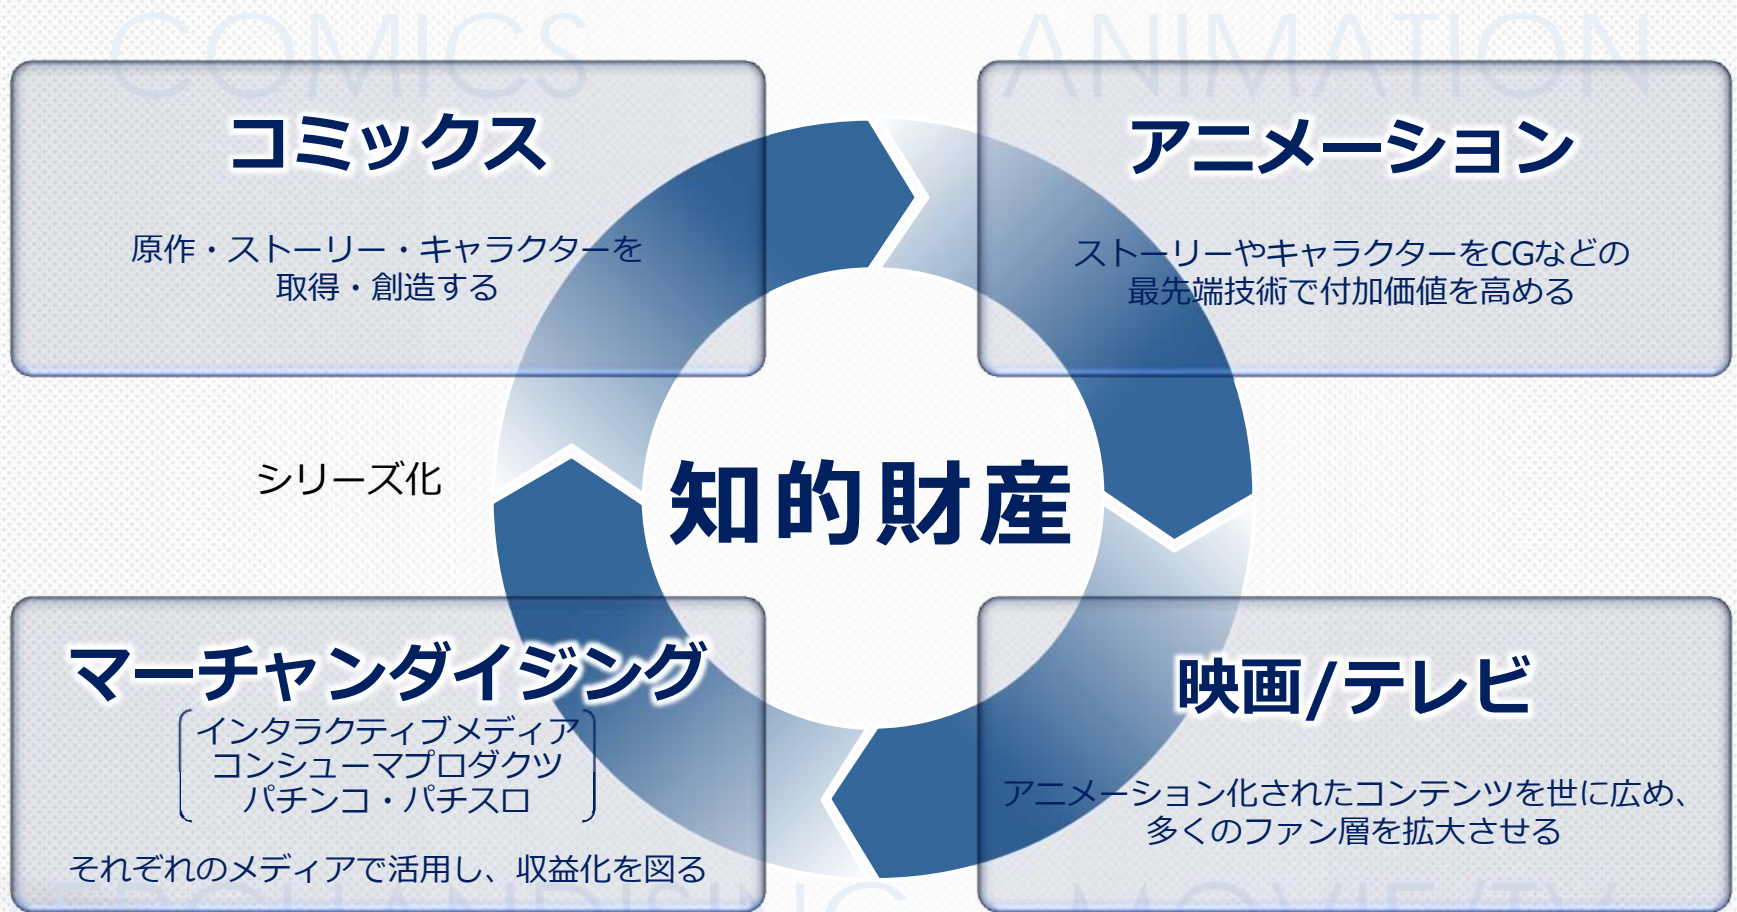 COMICS
コミックス
原作・ストーリー・キャラクターを
取得・創造する
ANIMATION
アニメーション
ストーリーやキャラクターをCGなどの
最先端技術で付加価値を高める
シリーズ化
知的財産
マーチャンダイジング
インタラクティブメディア
コンシューマプロダクツ
パチンコ・パチスロ
それぞれのメディアで活用し、収益化を図る
映画/テレビ
アニメーション化されたコンテンツを世に広め、
多くのファン層を拡大させる
MOVIE/TV